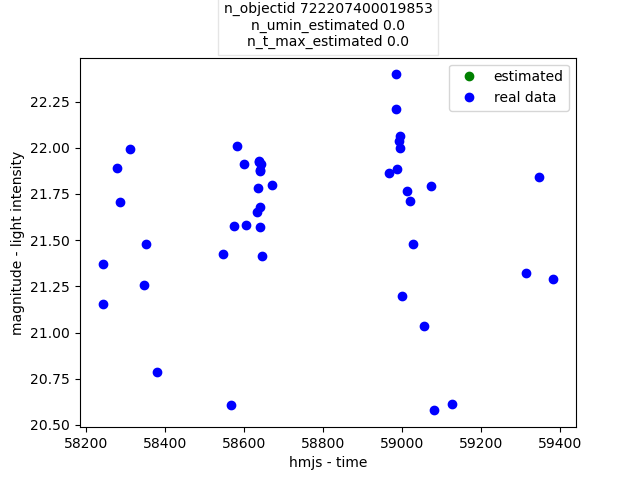 n_objectid 722207400019853
n_umin_estimated 0.0
n_t_max_estimated 0.0
estimated
real data
magnitude - light intensity
22.25
22.00
21.75
21.50
21.25
21.00
20.75
20.50
58200 58400 58600 58800 59000 59200 59400
hmjs - time